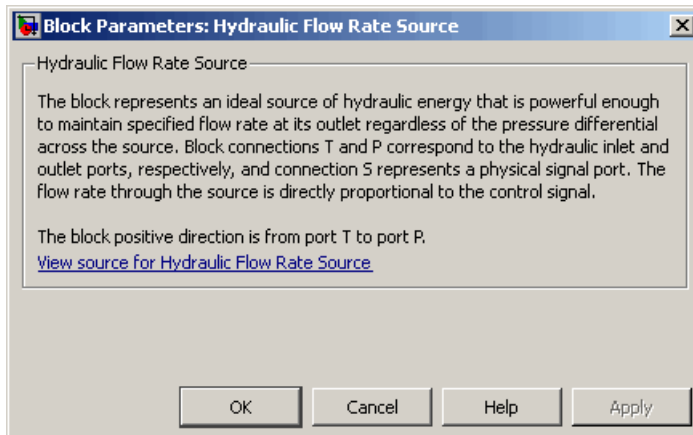 Block Parameters: Hydraulic Flow Rate Source
Hydraulic Flow Rate Source
The block represents an ideal source of hydraulic energy that is powerful enough
to maintain specified flow rate at its outlet regardless of the pressure differential
across the source. Block connections T and P correspond to the hydraulic inlet and
outlet ports, respectively, and connection S represents a physical signal port. The
flow rate through the source is directly proportional to the control signal.
The block positive direction is from port T to port P.
View source for Hydraulic Flow Rate Source
OK Cancel Help Apply